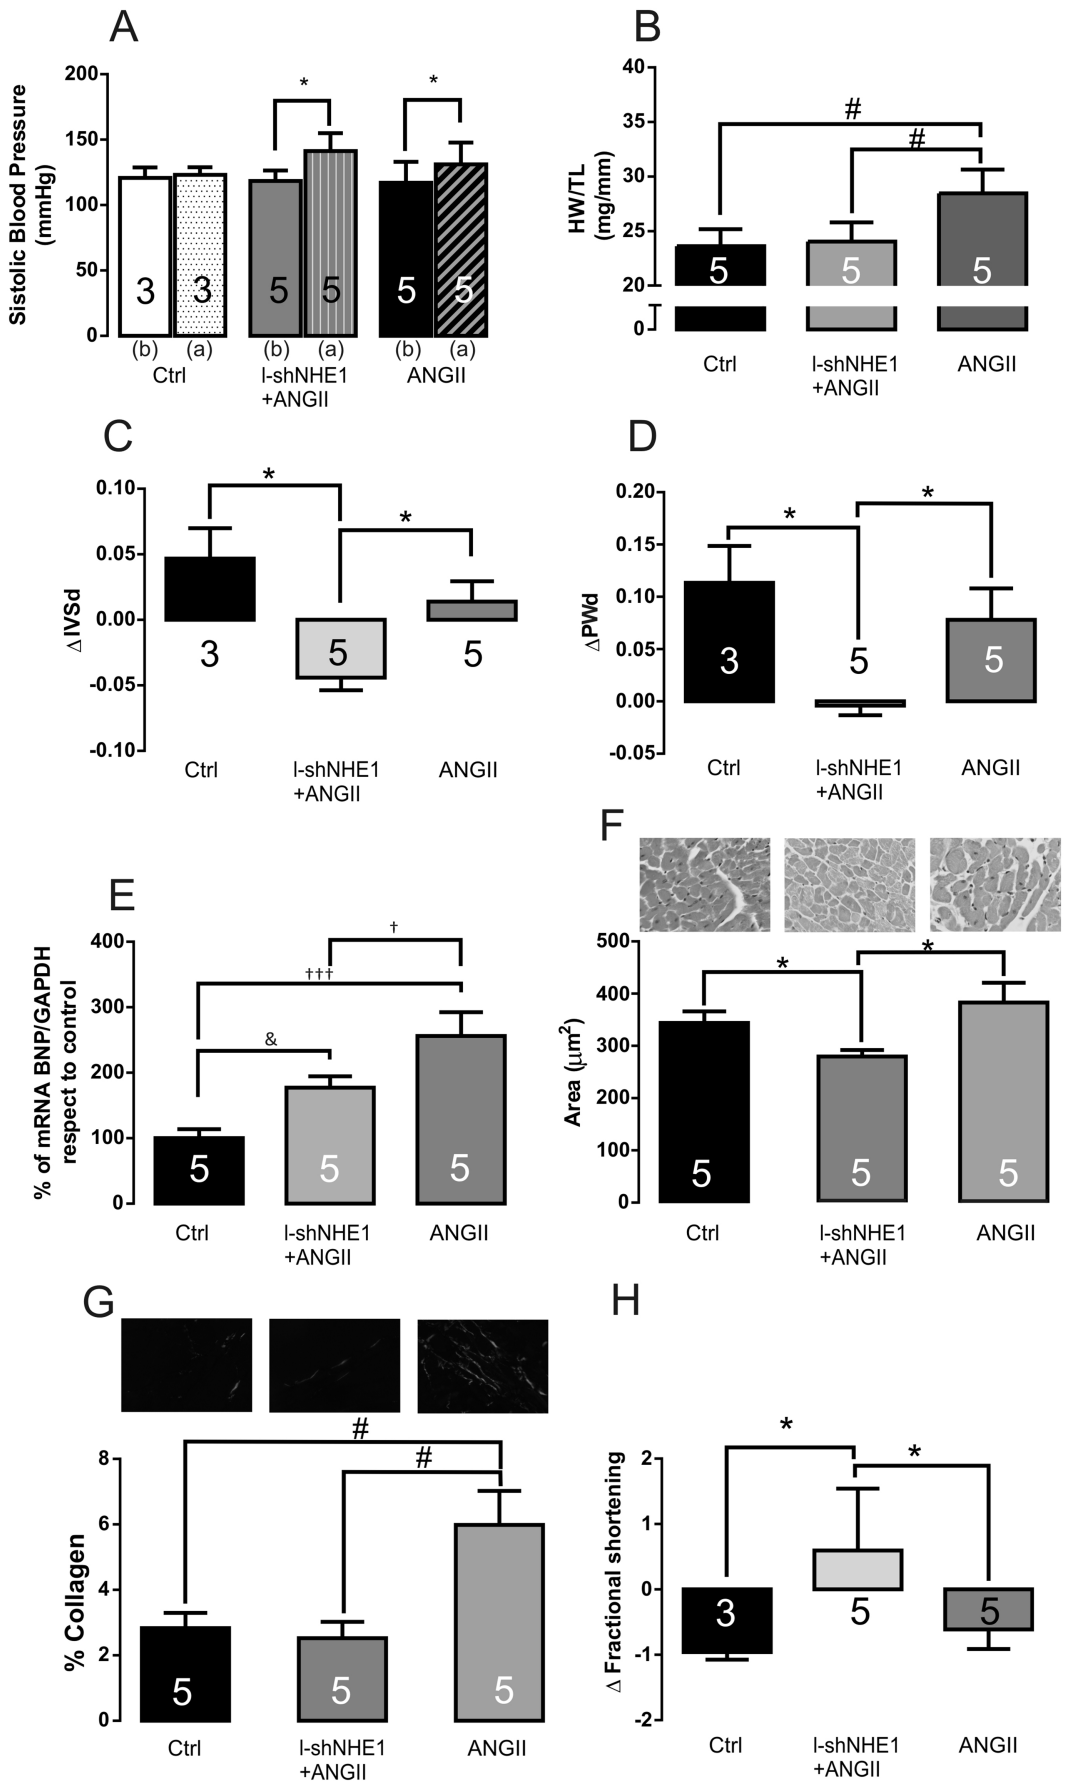 A
Sistolic Blood Pressure
(mmHg)
200
150
100
50
0
*
*
3
3
5
5
5
5
(b)
(a)
(b)
(a)
(b)
(a)
Ctrl
l-shNHE1
+ANGII
ANGII
B
HW/TL
(mg/mm)
40
35
30
25
20
0
#
#
5
5
5
Ctrl
l-shNHE1
+ANGII
ANGII
C
ΔIVSd
0.10
0.05
0.00
-0.05
-0.10
*
*
3
5
5
Ctrl
l-shNHE1
+ANGII
ANGII
D
ΔPWd
0.20
0.15
0.10
0.05
0.00
-0.05
*
*
3
5
5
Ctrl
l-shNHE1
+ANGII
ANGII
E
% of mRNA BNP/GAPDH
respect to control
400
300
200
100
0
†
†††
&
5
5
5
Ctrl
l-shNHE1
+ANGII
ANGII
F
Area (μm²)
500
400
300
200
100
0
*
*
5
5
5
Ctrl
l-shNHE1
+ANGII
ANGII
G
% Collagen
8
6
4
2
0
#
#
5
5
5
Ctrl
l-shNHE1
+ANGII
ANGII
H
Δ Fractional shortening
2
1
0
-1
-2
*
*
3
5
5
Ctrl
l-shNHE1
+ANGII
ANGII